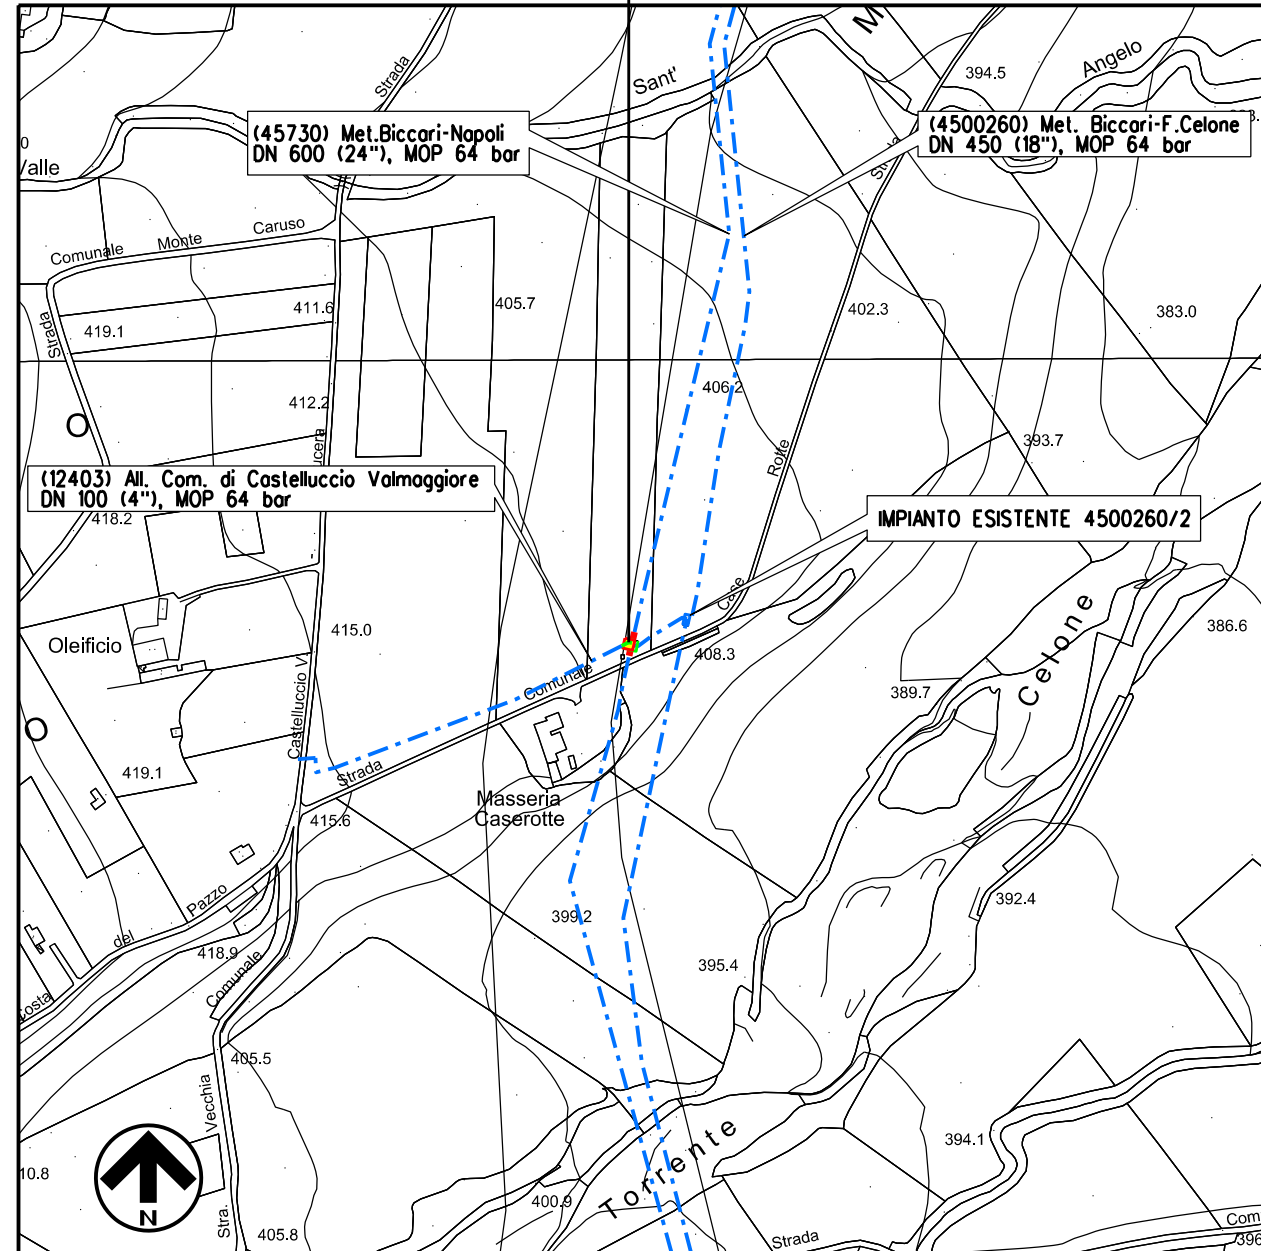 M
Sant'
Angelo
394.5
Strada
(45730) Met.Biccari-Napoli
DN 600 (24"), MOP 64 bar
(4500260) Met. Biccari-F.Celone
DN 450 (18"), MOP 64 bar
Valle
Comunale Monte Caruso
Strada
419.1
411.6
405.7
402.3
383.0
406.2
412.2
O
393.7
Rotte
(12403) All. Com. di Castelluccio Valmaggiore
DN 100 (4"), MOP 64 bar
418.2
IMPIANTO ESISTENTE 4500260/2
Case
Oleificio
415.0
408.3
386.6
Celone
389.7
Comunale
Castelluccio V.
O
419.1
Strada
Masseria
Caserotte
415.6
Pazzo
del
Costa
399.2
392.4
418.9
Comunale
395.4
405.5
Vecchia
Stra.
394.1
Torrente
10.8
400.9
N
405.8
Strada
Com
396